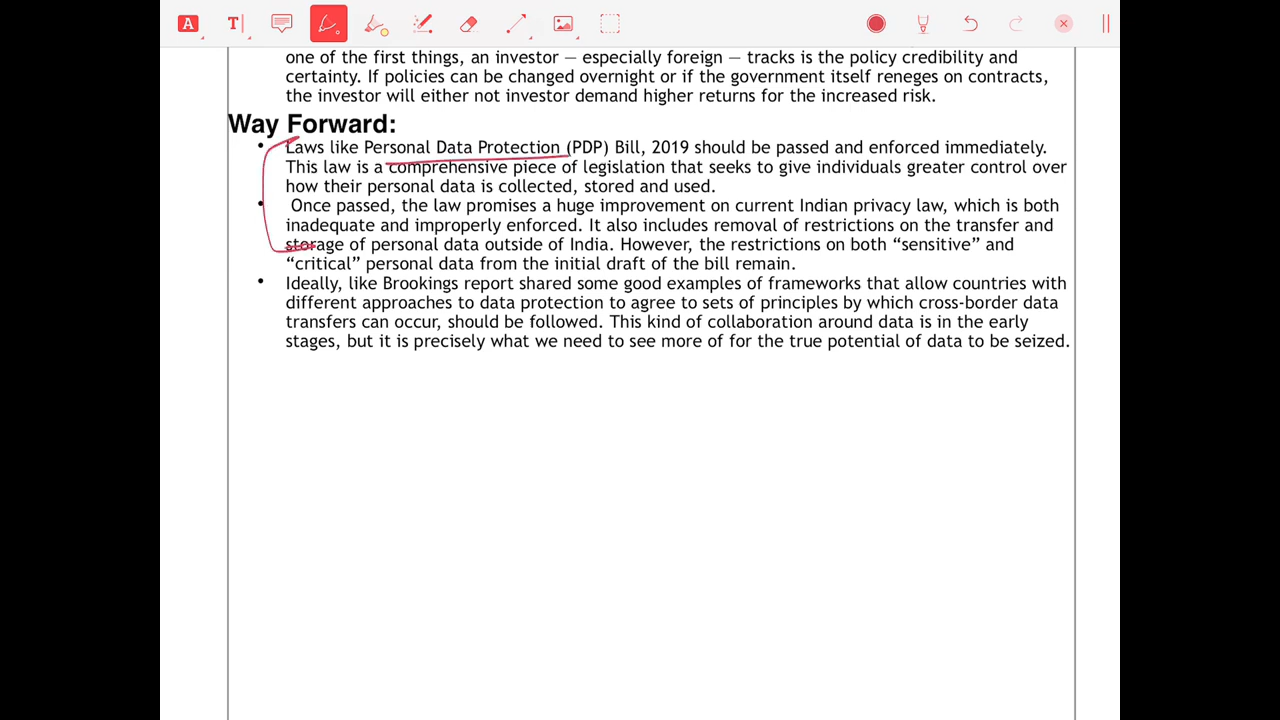 A T
one of the first things, an investor — especially foreign — tracks is the policy credibility and
certainty. If policies can be changed overnight or if the government itself reneges on contracts,
the investor will either not investor demand higher returns for the increased risk.
Way Forward:
• Laws like Personal Data Protection (PDP) Bill, 2019 should be passed and enforced immediately.
This law is a comprehensive piece of legislation that seeks to give individuals greater control over
how their personal data is collected, stored and used.
• Once passed, the law promises a huge improvement on current Indian privacy law, which is both
inadequate and improperly enforced. It also includes removal of restrictions on the transfer and
storage of personal data outside of India. However, the restrictions on both “sensitive” and
“critical” personal data from the initial draft of the bill remain.
• Ideally, like Brookings report shared some good examples of frameworks that allow countries with
different approaches to data protection to agree to sets of principles by which cross-border data
transfers can occur, should be followed. This kind of collaboration around data is in the early
stages, but it is precisely what we need to see more of for the true potential of data to be seized.